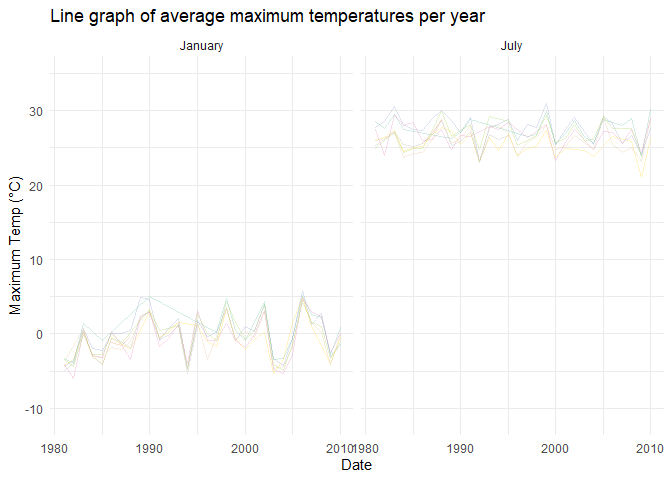 Line graph of average maximum temperatures per year
January
July
Maximum Temp (°C)
30
20
10
0
-10
1980
1990
2000
2010
1980
1990
2000
2010
Date